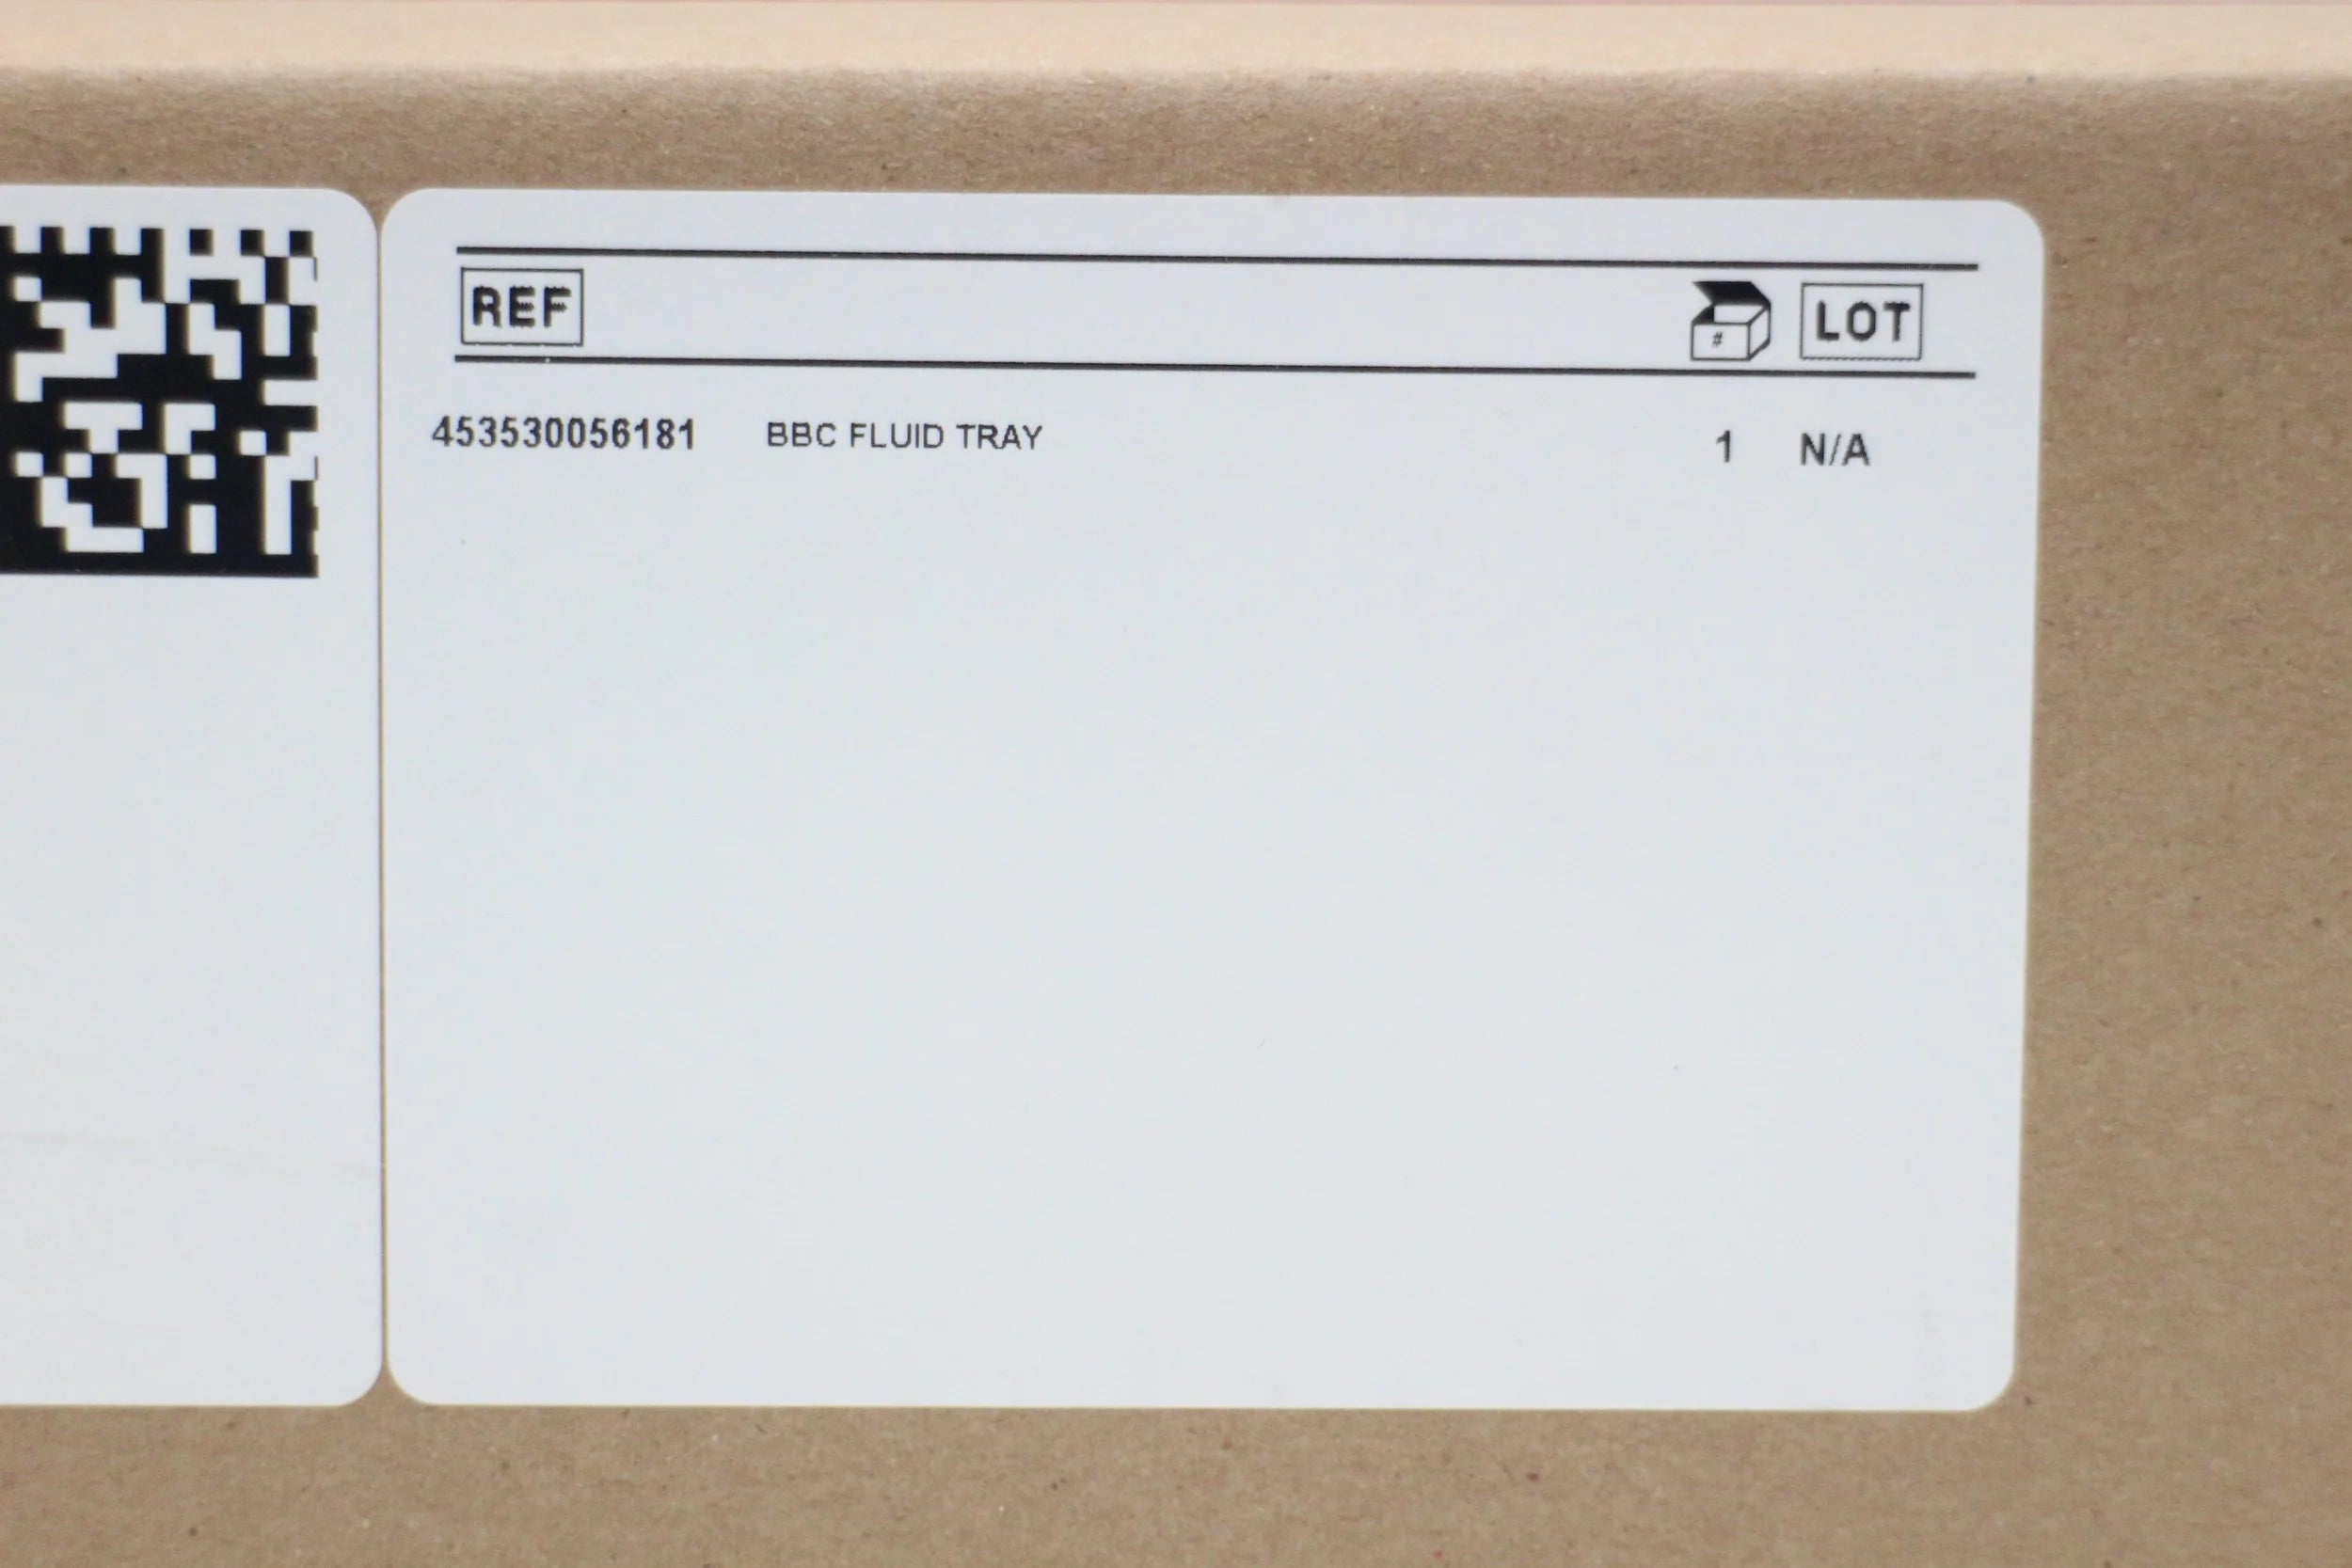 REF # LOT
453530056181 BBC FLUID TRAY 1 N/A